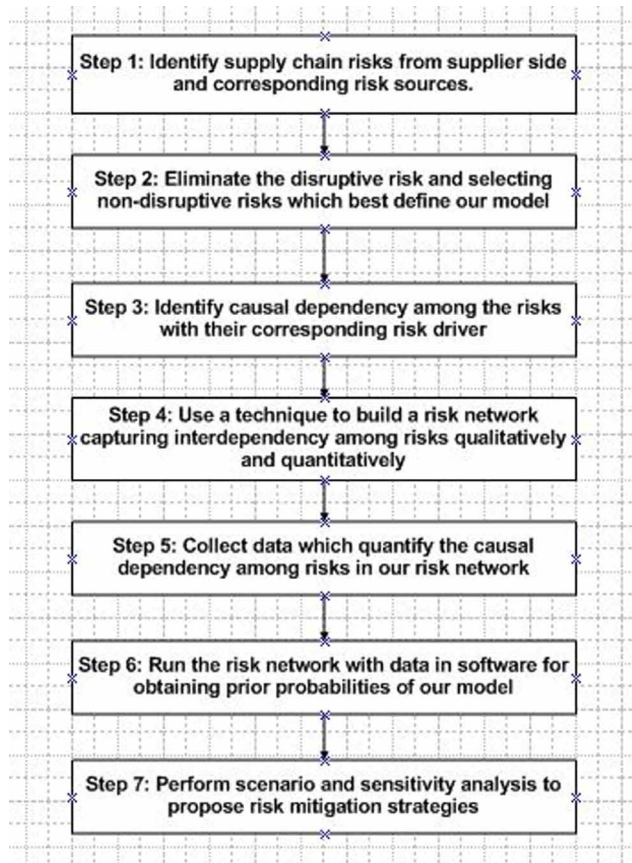 Step 1: Identify supply chain risks from supplier side
and corresponding risk sources.
Step 2: Eliminate the disruptive risk and selecting
non-disruptive risks which best define our model
Step 3: Identify causal dependency among the risks
with their corresponding risk driver
Step 4: Use a technique to build a risk network
capturing interdependency among risks qualitatively
and quantitatively
Step 5: Collect data which quantify the causal
dependency among risks in our risk network
Step 6: Run the risk network with data in software for
obtaining prior probabilities of our model
Step 7: Perform scenario and sensitivity analysis to
propose risk mitigation strategies